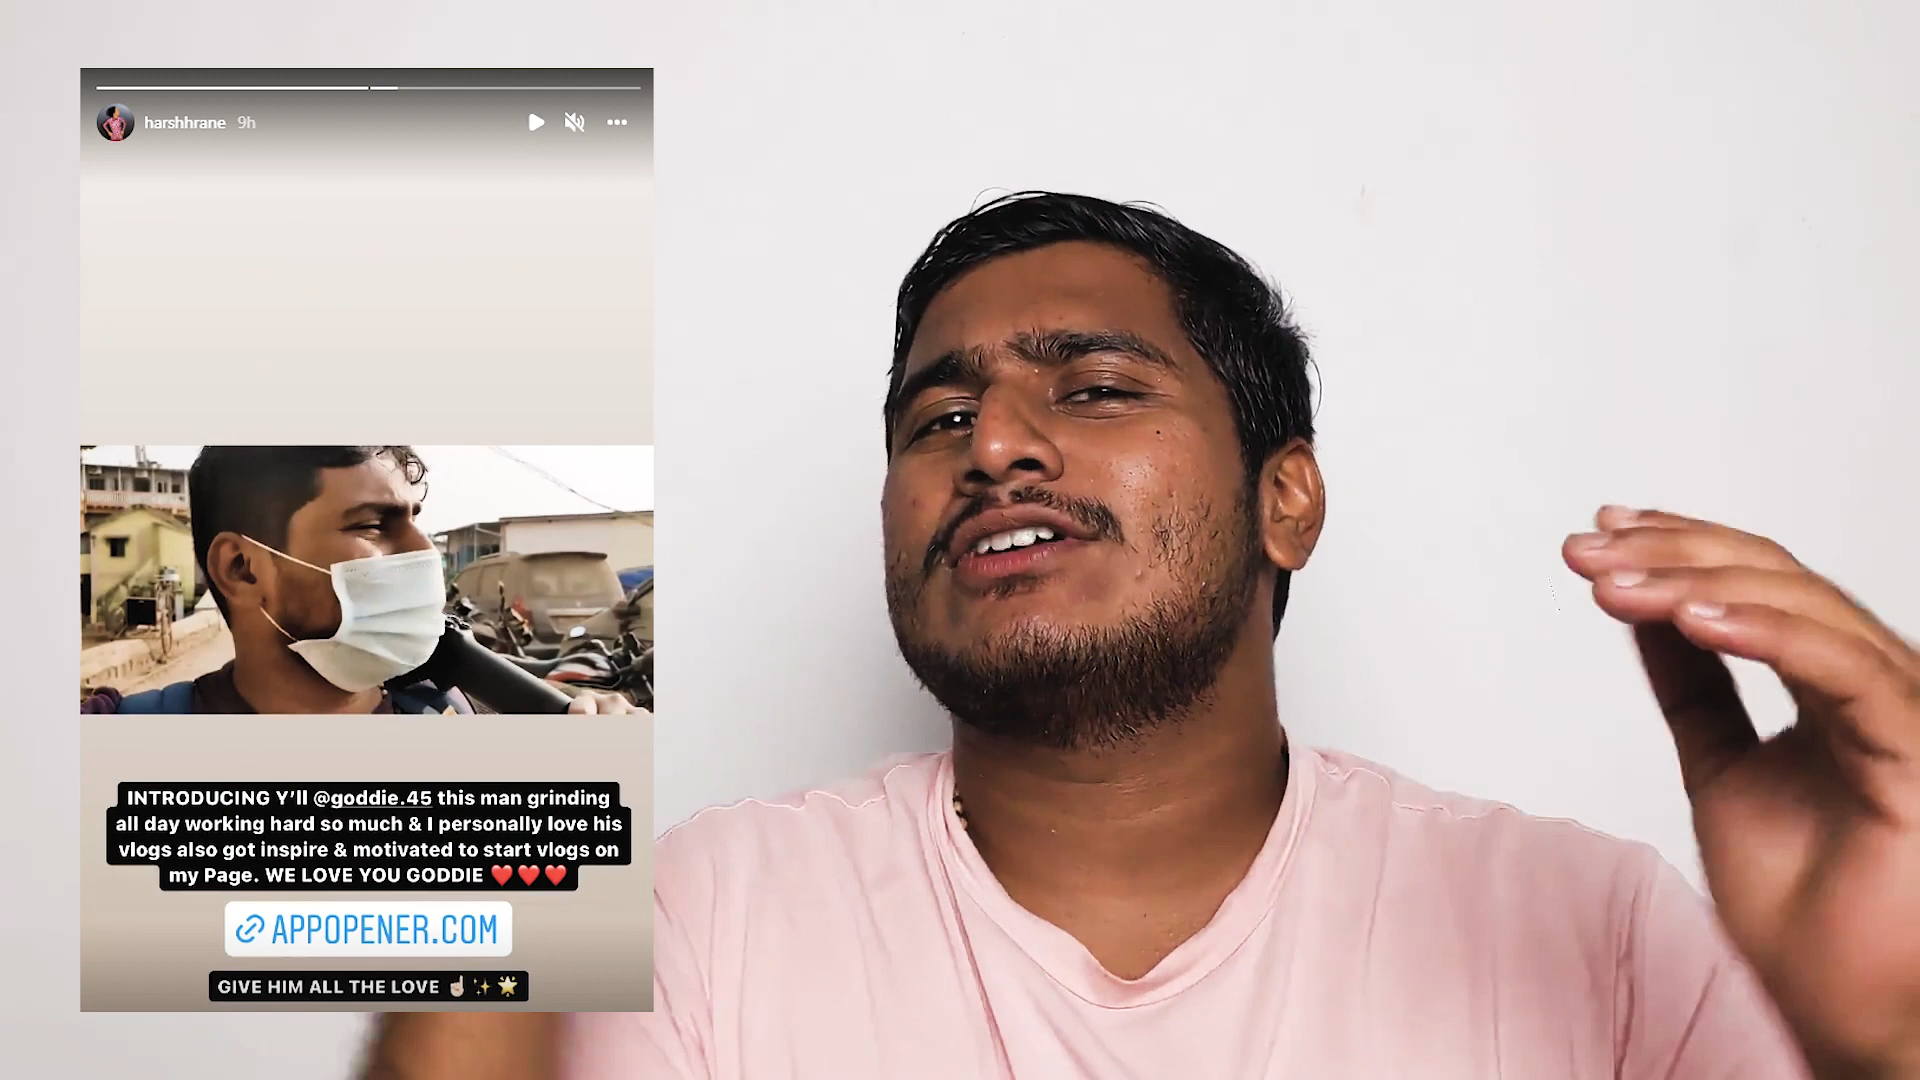 harshhrane 9h
INTRODUCING Y'll @goddie.45 this man grinding
all day working hard so much & I personally love his
vlogs also got inspire & motivated to start vlogs on
my Page. WE LOVE YOU GODDIE ❤️❤️❤️
APPOPENER.COM
GIVE HIM ALL THE LOVE ☝🏼✨🌟